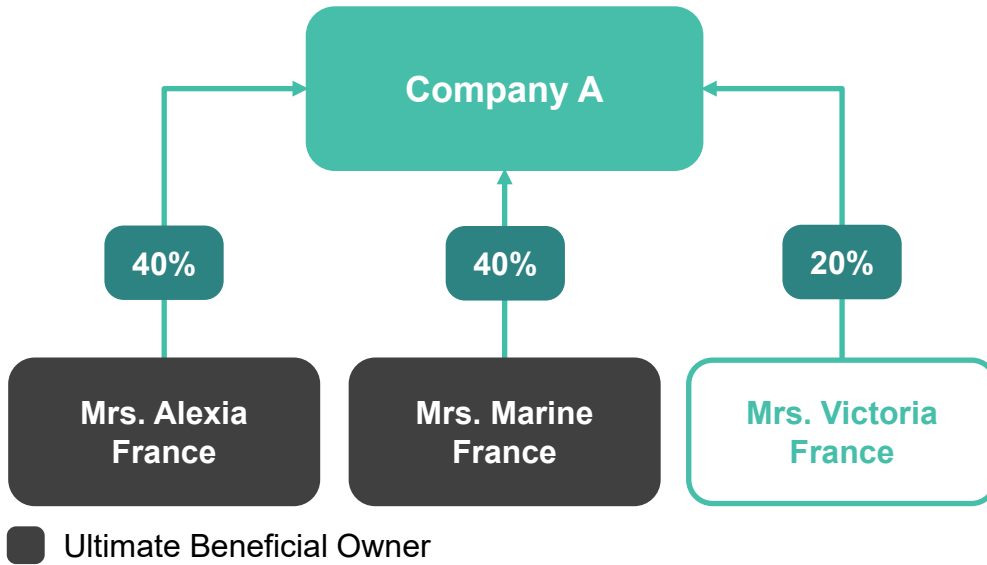 Company A
40%
40%
20%
Mrs. Alexia
France
Mrs. Marine
France
Mrs. Victoria
France
Ultimate Beneficial Owner